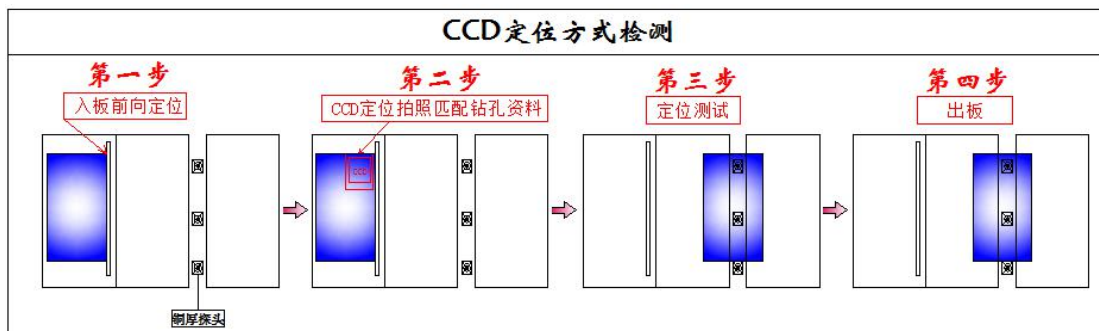 CCD定位方式检测
第一步
第二步
第三步
第四步
入板前向定位
CCD定位拍照匹配钻孔资料
定位测试
出板
CCD
铜厚探头